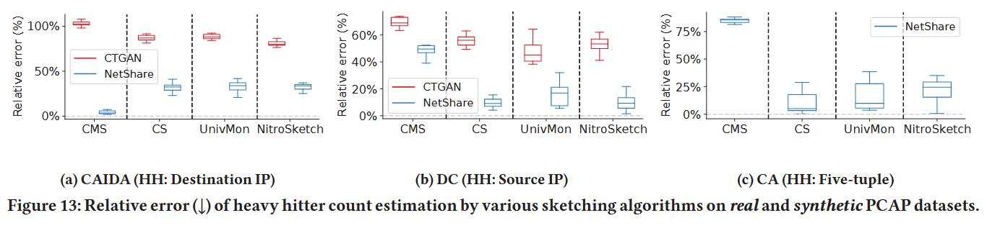 Relative error (%)
100%
50%
0%
CTGAN
NetShare
CMS CS UnivMon NitroSketch
(a) CAIDA (HH: Destination IP)
Relative error (%)
60%
40%
20%
0%
CTGAN
NetShare
CMS CS UnivMon NitroSketch
(b) DC (HH: Source IP)
Relative error (%)
75%
50%
25%
0%
NetShare
CMS CS UnivMon NitroSketch
(c) CA (HH: Five-tuple)
Figure 13: Relative error (↓) of heavy hitter count estimation by various sketching algorithms on real and synthetic PCAP datasets.